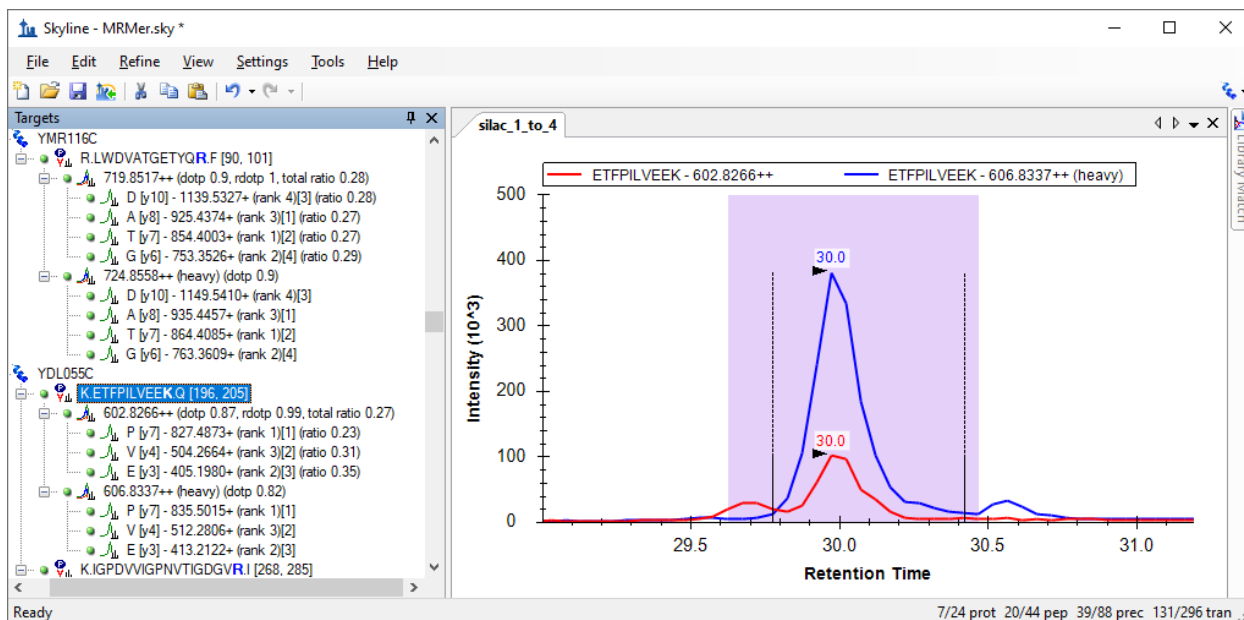 Skyline - MRMer.sky *
File Edit Refine View Settings Tools Help
Targets
YMR116C
R.LWDVATGETYQR.F [90, 101]
719.8517++ (dotp 0.9, rdotp 1, total ratio 0.28)
D [y10] - 1139.5327+ (rank 4)[3] (ratio 0.28)
A [y8] - 925.4374+ (rank 3)[1] (ratio 0.27)
T [y7] - 854.4003+ (rank 1)[2] (ratio 0.27)
G [y6] - 753.3526+ (rank 2)[4] (ratio 0.29)
724.8558++ (heavy) (dotp 0.9)
D [y10] - 1149.5410+ (rank 4)[3]
A [y8] - 935.4457+ (rank 3)[1]
T [y7] - 864.4085+ (rank 1)[2]
G [y6] - 763.3609+ (rank 2)[4]
YDL055C
K.ETFPILVEEK.Q [196, 205]
602.8266++ (dotp 0.87, rdotp 0.99, total ratio 0.27)
P [y7] - 827.4873+ (rank 1)[1] (ratio 0.23)
V [y4] - 504.2664+ (rank 3)[2] (ratio 0.31)
E [y3] - 405.1980+ (rank 2)[3] (ratio 0.35)
606.8337++ (heavy) (dotp 0.82)
P [y7] - 835.5015+ (rank 1)[1]
V [y4] - 512.2806+ (rank 3)[2]
E [y3] - 413.2122+ (rank 2)[3]
K.IGPDVVIGPNVTIGDGVR.I [268, 285]
silac_1_to_4
ETFPILVEEK - 602.8266++ ETFPILVEEK - 606.8337++ (heavy)
500
400
300
200
100
0
Intensity (10^3)
30.0
30.0
29.5 30.0 30.5 31.0
Retention Time
Library Match
Ready
7/24 prot 20/44 pep 39/88 prec 131/296 tran